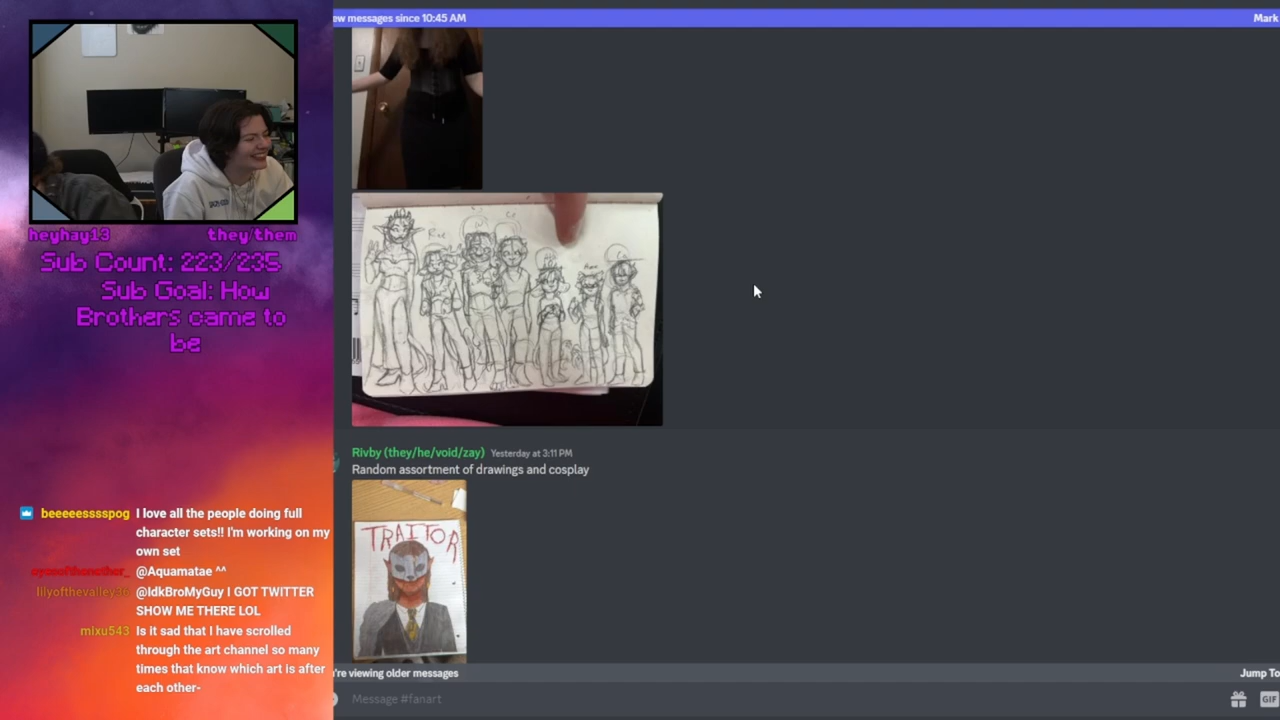 ew messages since 10:45 AM
Mark
heyhay13
they/them
Sub Count: 223/235
Sub Goal: How
Brothers came to
be
Rivby (they/he/void/zay) Yesterday at 3:11 PM
Random assortment of drawings and cosplay
TRAITOR
beeeeesssspog I love all the people doing full
character sets!! I'm working on my
own set
@Aquamatae ^^
lilyofthevalley36 @IdkBroMyGuy I GOT TWITTER
SHOW ME THERE LOL
mixu543 Is it sad that I have scrolled
through the art channel so many
times that know which art is after
each other-
're viewing older messages
Jump To
Message #fanart
GIF